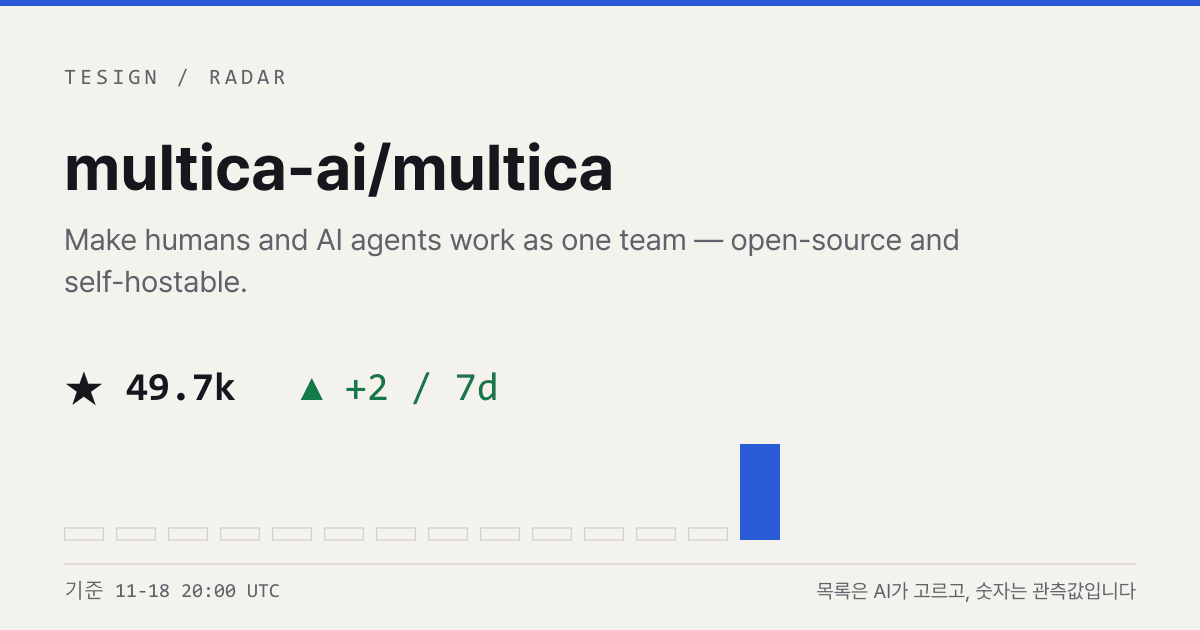 TESIGN / RADAR
multica-ai/multica
Make humans and AI agents work as one team — open-source and
self-hostable.
★ 49.7k ▲ +2 / 7d
기준 11-18 20:00 UTC
목록은 AI가 고르고, 숫자는 관측값입니다